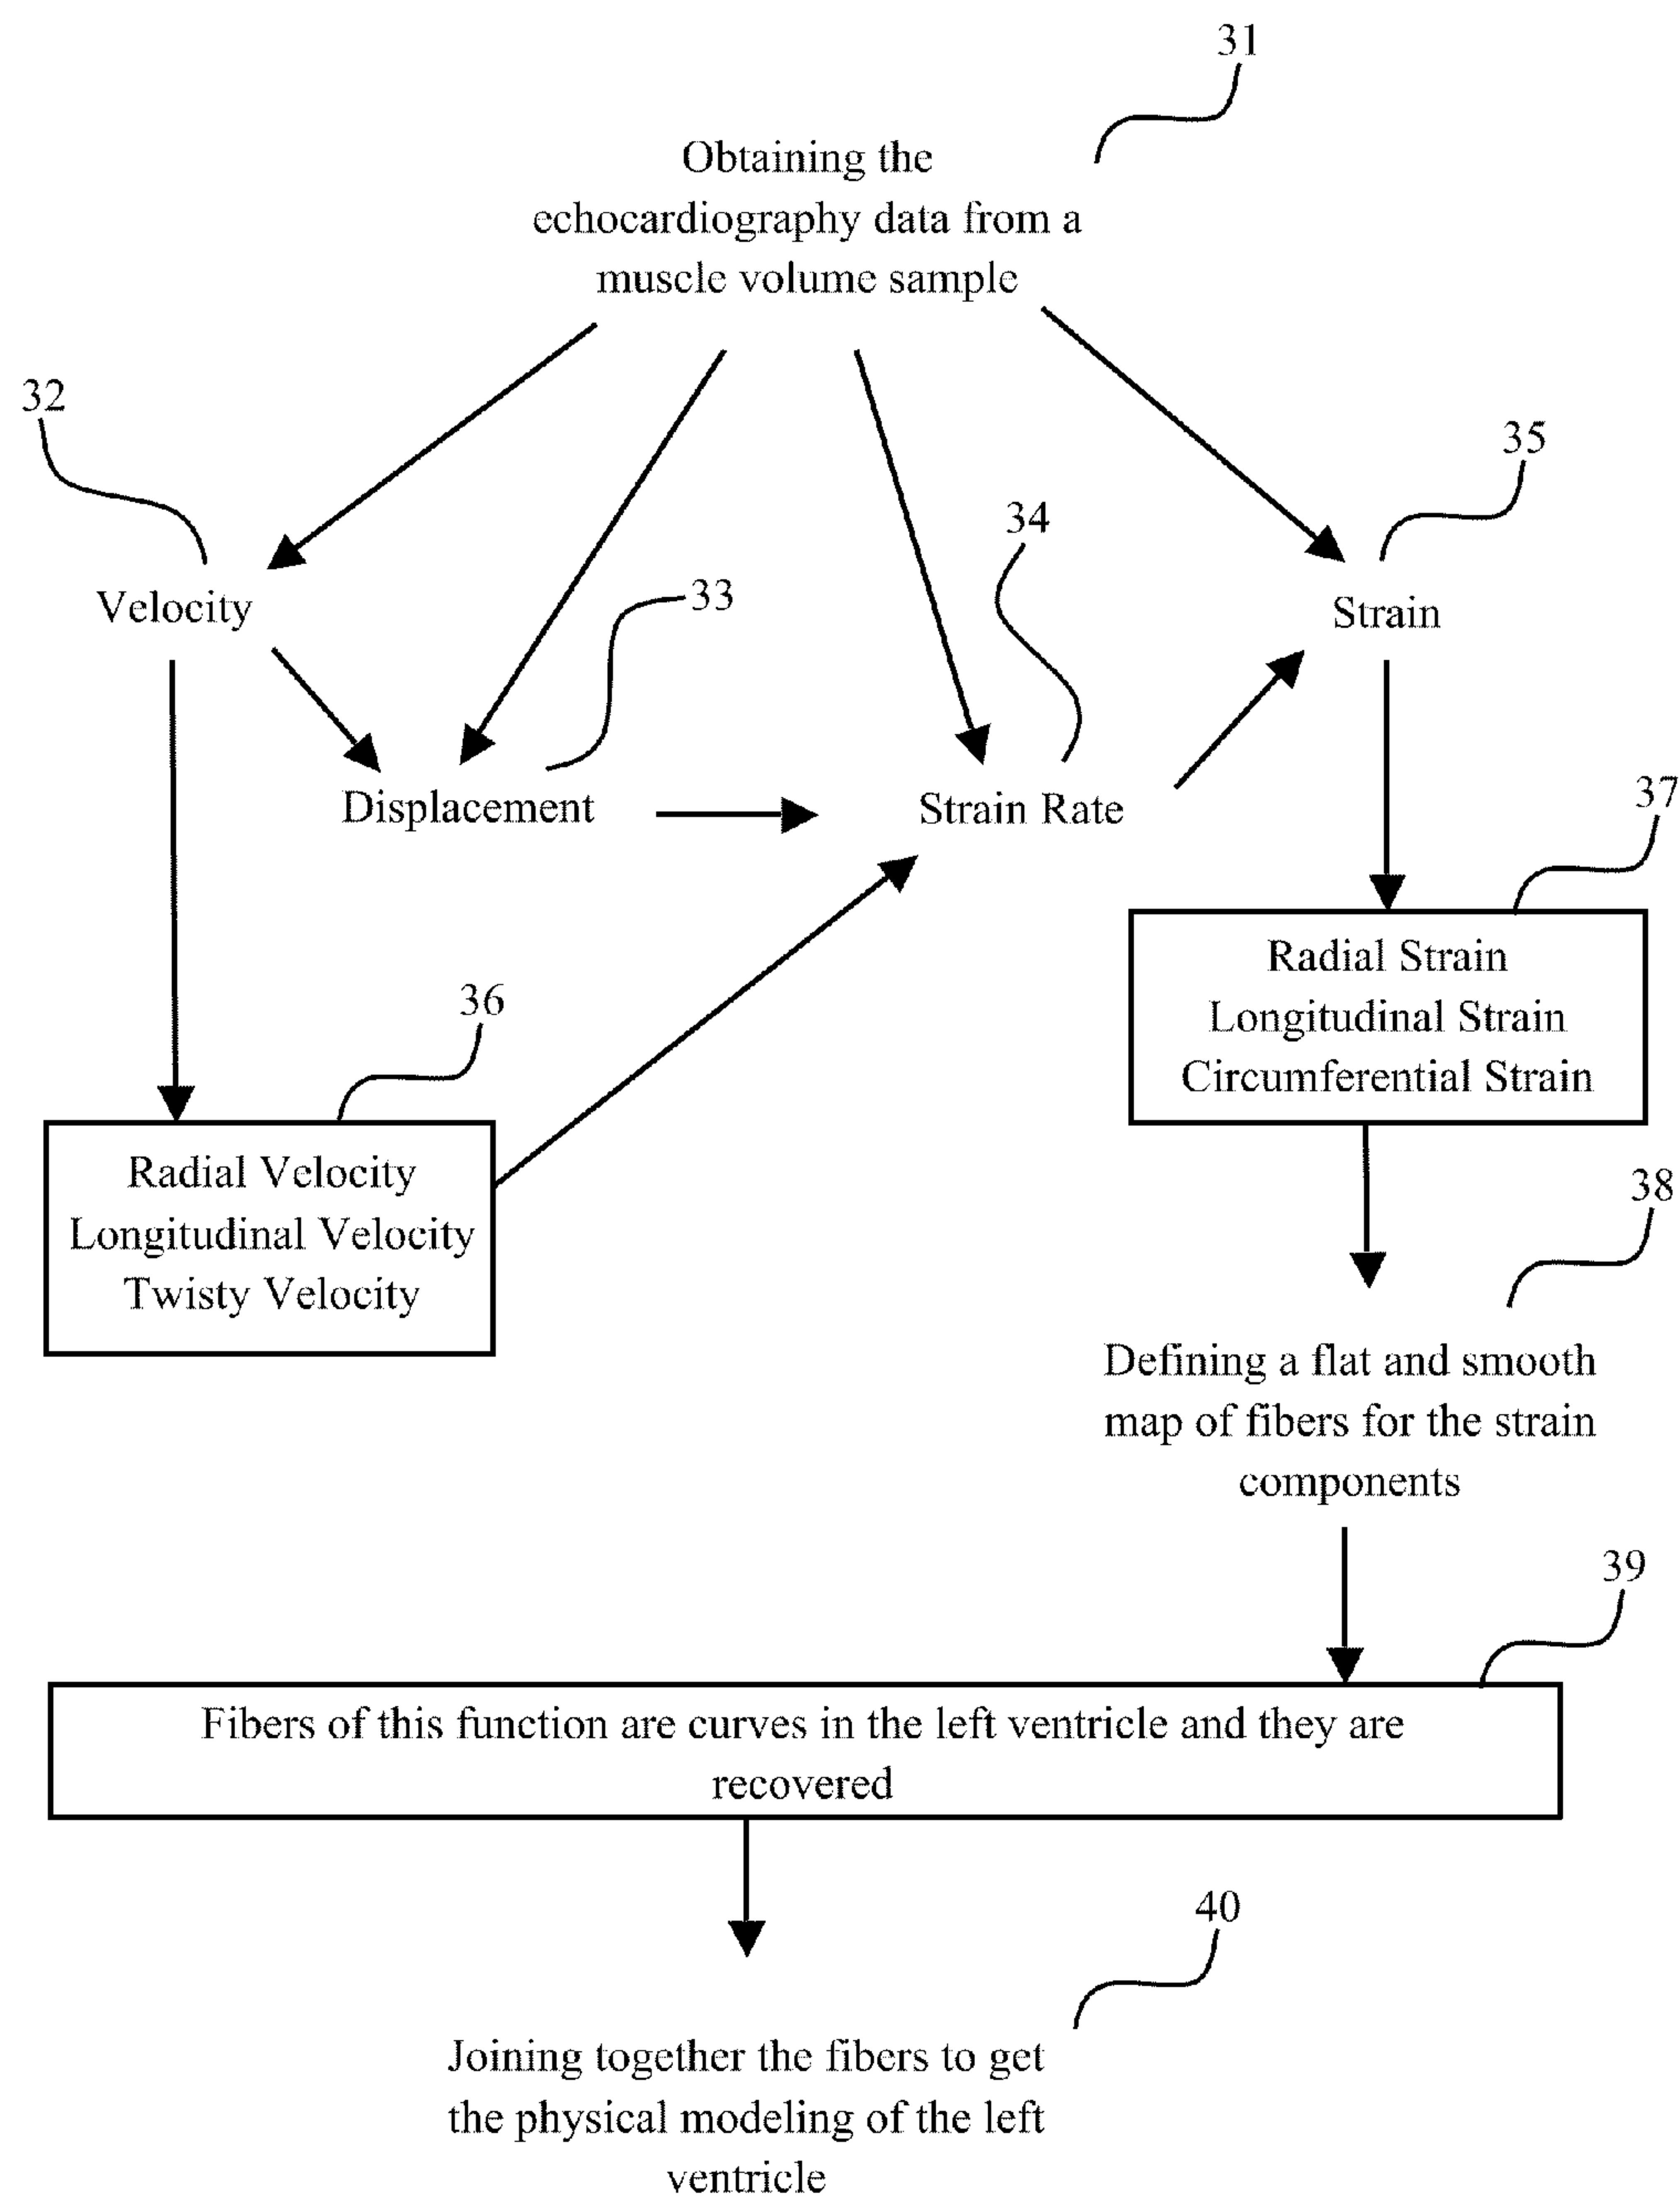 31
Obtaining the
echocardiography data from a
muscle volume sample
32
35
34
33
Velocity
Strain
Displacement
Strain Rate
37
Radial Strain
Longitudinal Strain
Circumferential Strain
36
Radial Velocity
Longitudinal Velocity
Twisty Velocity
38
Defining a flat and smooth
map of fibers for the strain
components
39
Fibers of this function are curves in the left ventricle and they are
recovered
40
Joining together the fibers to get
the physical modeling of the left
ventricle